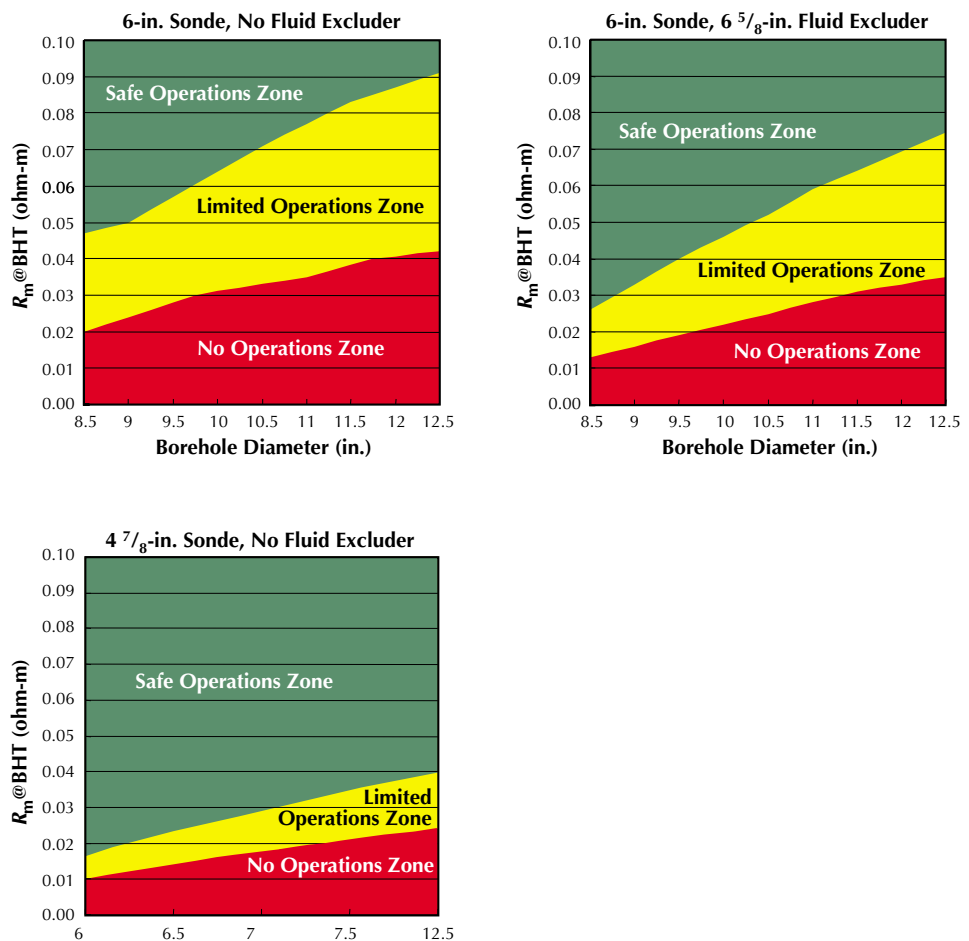 6-in. Sonde, No Fluid Excluder
0.10
0.09
0.08
0.07
0.06
0.05
0.04
0.03
0.02
0.01
0.00
R_m@BHT (ohm-m)
Safe Operations Zone
Limited Operations Zone
No Operations Zone
8.5 9 9.5 10 10.5 11 11.5 12 12.5
Borehole Diameter (in.)
6-in. Sonde, 6 5/8-in. Fluid Excluder
0.10
0.09
0.08
0.07
0.06
0.05
0.04
0.03
0.02
0.01
0.00
R_m@BHT (ohm-m)
Safe Operations Zone
Limited Operations Zone
No Operations Zone
8.5 9 9.5 10 10.5 11 11.5 12 12.5
Borehole Diameter (in.)
4 7/8-in. Sonde, No Fluid Excluder
0.10
0.09
0.08
0.07
0.06
0.05
0.04
0.03
0.02
0.01
0.00
R_m@BHT (ohm-m)
Safe Operations Zone
Limited
Operations Zone
No Operations Zone
6 6.5 7 7.5 12.5